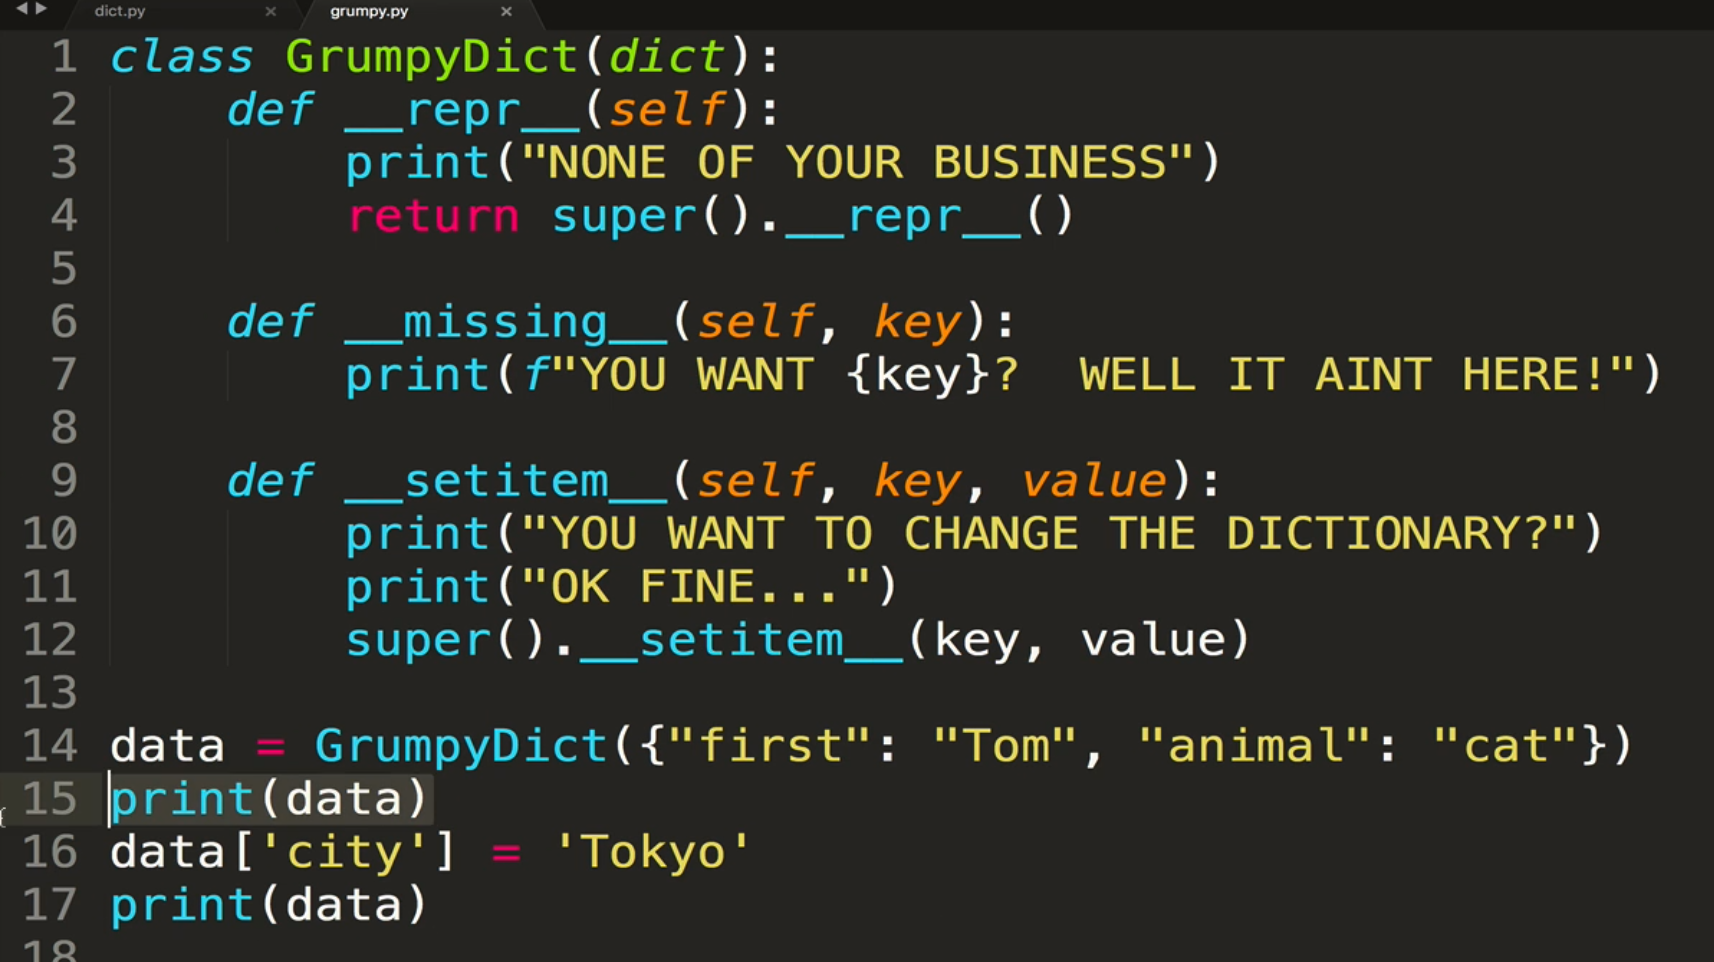 dict.py × grumpy.py ×
1 class GrumpyDict(dict):
2     def __repr__(self):
3         print("NONE OF YOUR BUSINESS")
4         return super().__repr__()
5
6     def __missing__(self, key):
7         print(f"YOU WANT {key}?  WELL IT AINT HERE!")
8
9     def __setitem__(self, key, value):
10         print("YOU WANT TO CHANGE THE DICTIONARY?")
11         print("OK FINE...")
12         super().__setitem__(key, value)
13
14 data = GrumpyDict({"first": "Tom", "animal": "cat"})
15 print(data)
16 data['city'] = 'Tokyo'
17 print(data)
18